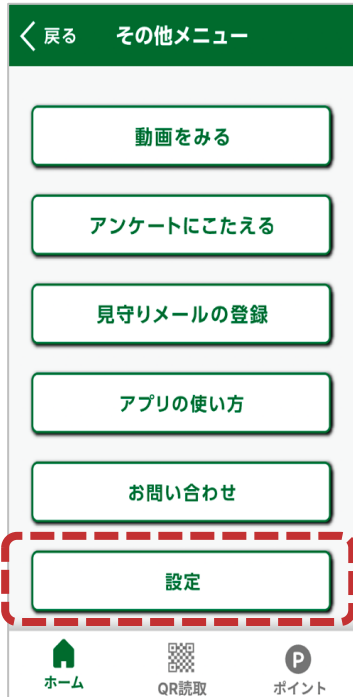 戻る その他メニュー
動画をみる
アンケートにこたえる
見守りメールの登録
アプリの使い方
お問い合わせ
設定
P
ホーム QR読取 ポイント